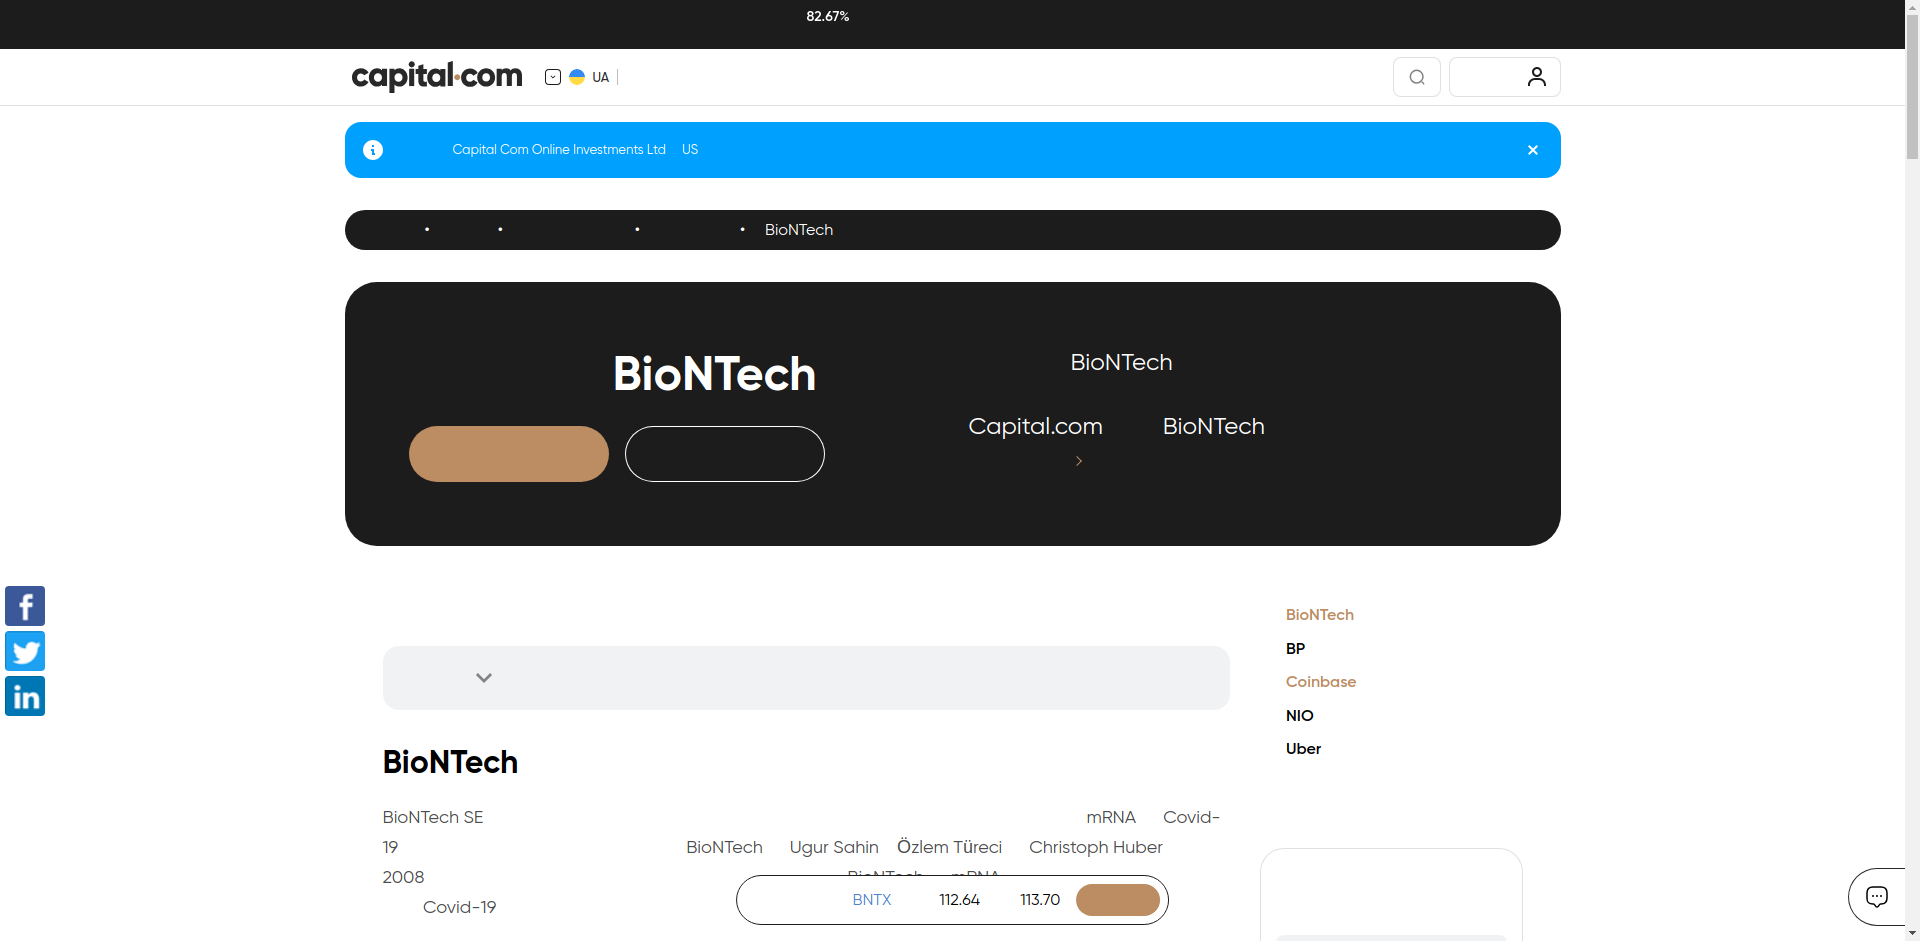 82.67%
capital.com UA
Capital Com Online Investments Ltd US
• • • • BioNTech
BioNTech
BioNTech
Capital.com BioNTech
BioNTech
BP
Coinbase
NIO
Uber
BioNTech
BioNTech SE mRNA Covid-
19 BioNTech Ugur Sahin Özlem Türeci Christoph Huber
2008 BioNTech mRNA
Covid-19
BNTX 112.64 113.70